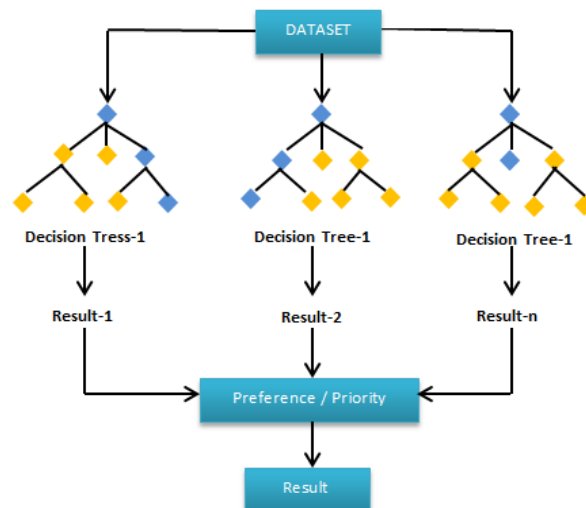 DATASET
Decision Tress-1
Decision Tree-1
Decision Tree-1
Result-1
Result-2
Result-n
Preference / Priority
Result